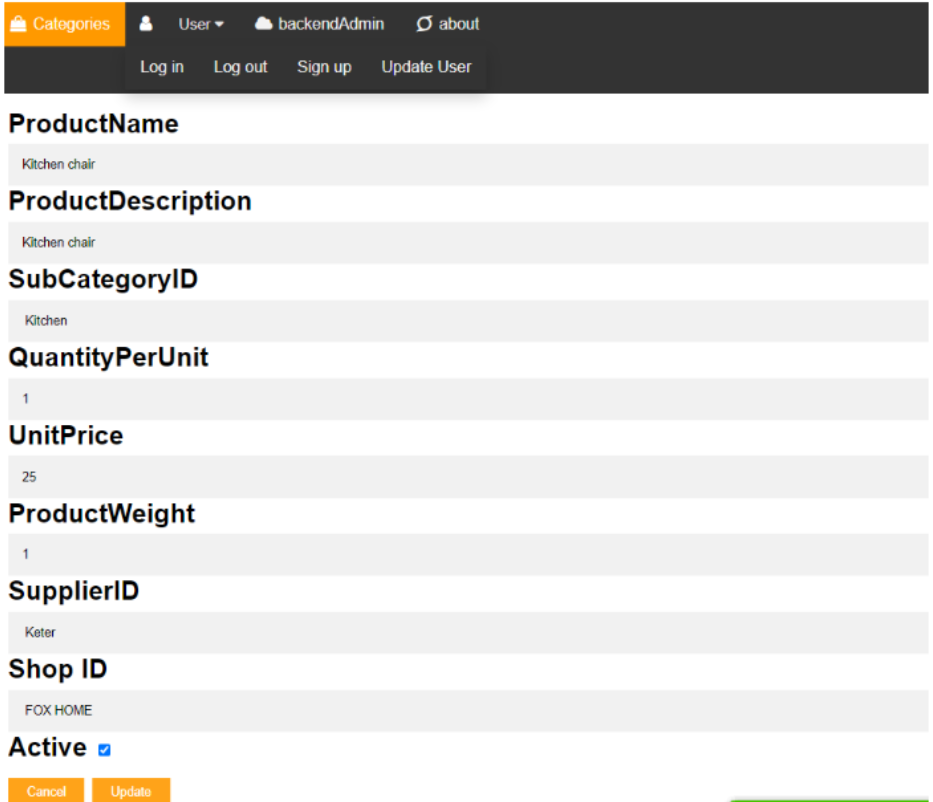 Categories User backendAdmin about
Log in Log out Sign up Update User
ProductName
Kitchen chair
ProductDescription
Kitchen chair
SubCategoryID
Kitchen
QuantityPerUnit
1
UnitPrice
25
ProductWeight
1
SupplierID
Keter
Shop ID
FOX HOME
Active
Cancel Update